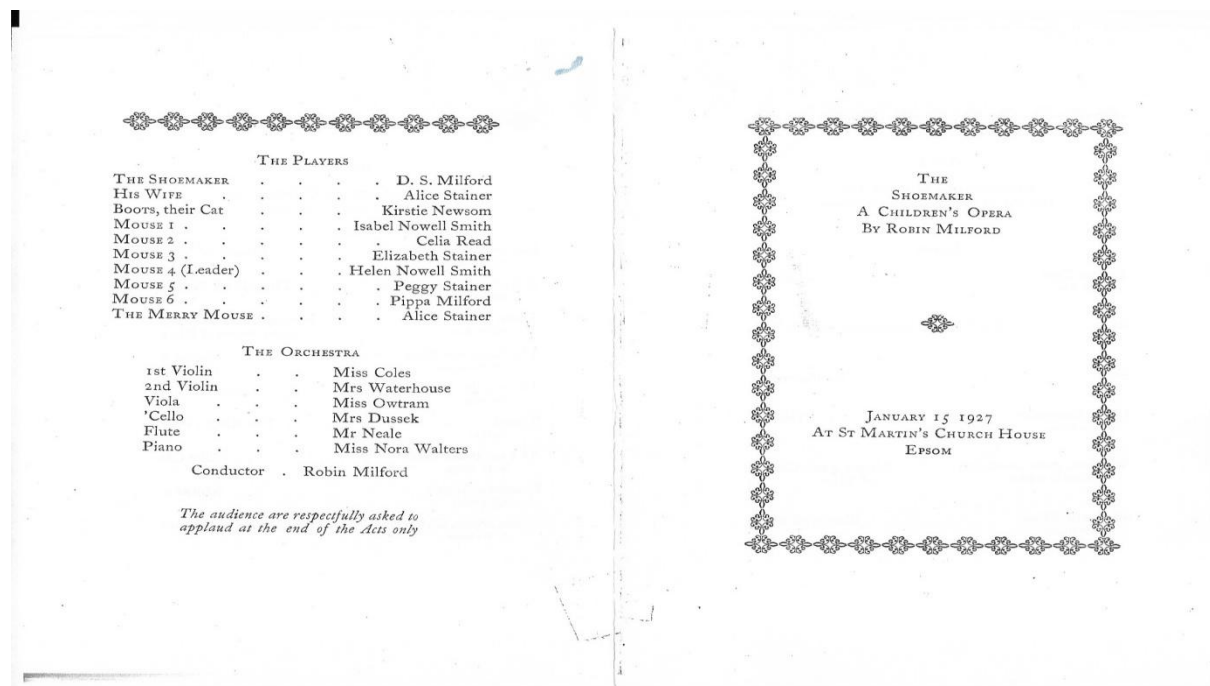 The Players
The Shoemaker . . . . D. S. Milford
His Wife . . . . . Alice Stainer
Boots, their Cat . . . Kirstie Newsom
Mouse 1 . . . . . Isabel Nowell Smith
Mouse 2 . . . . . . Celia Read
Mouse 3 . . . . . Elizabeth Stainer
Mouse 4 (Leader) . . . Helen Nowell Smith
Mouse 5 . . . . . . Peggy Stainer
Mouse 6 . . . . . . Pippa Milford
The Merry Mouse . . . . . Alice Stainer
The Orchestra
1st Violin . . Miss Coles
2nd Violin . . Mrs Waterhouse
Viola . . . Miss Owtram
'Cello . . . Mrs Dussek
Flute . . . Mr Neale
Piano . . . Miss Nora Walters
Conductor . Robin Milford
The audience are respectfully asked to
applaud at the end of the Acts only
The
Shoemaker
A Children's Opera
By Robin Milford
January 15 1927
At St Martin's Church House
Epsom